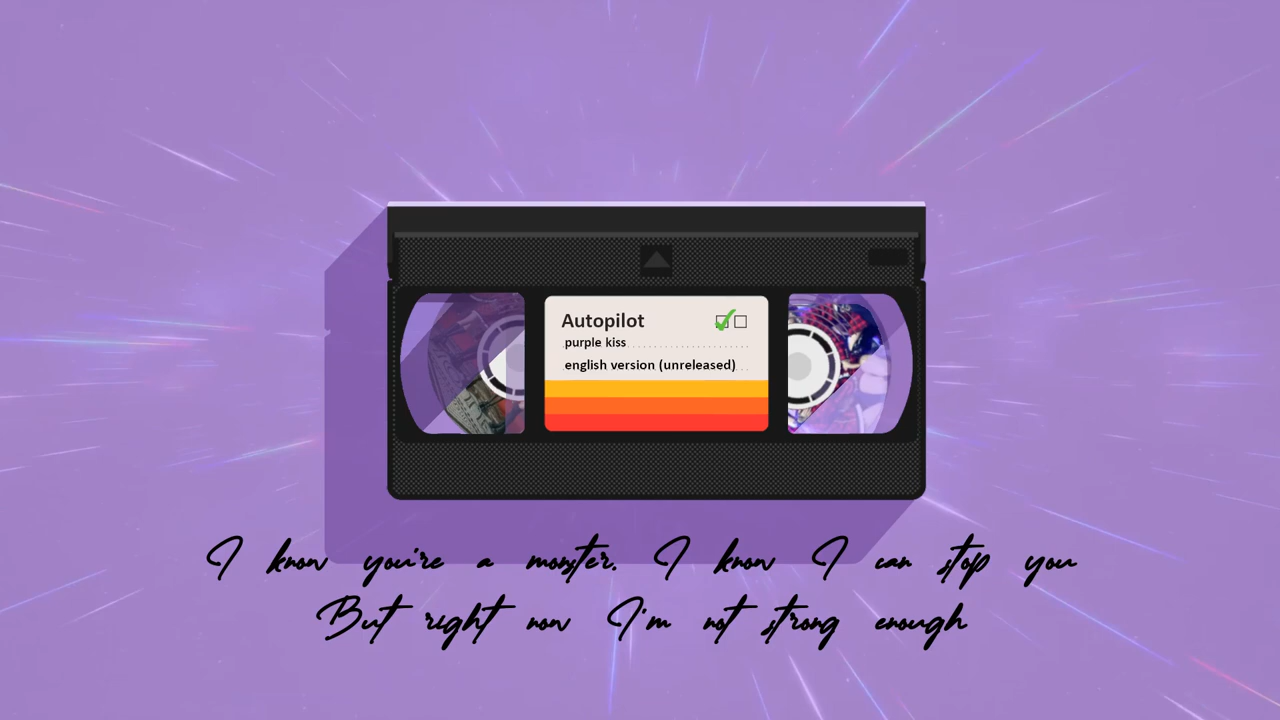 Autopilot
purple kiss
english version (unreleased)
I know you're a monster. I know I can stop you
But right now I'm not strong enough